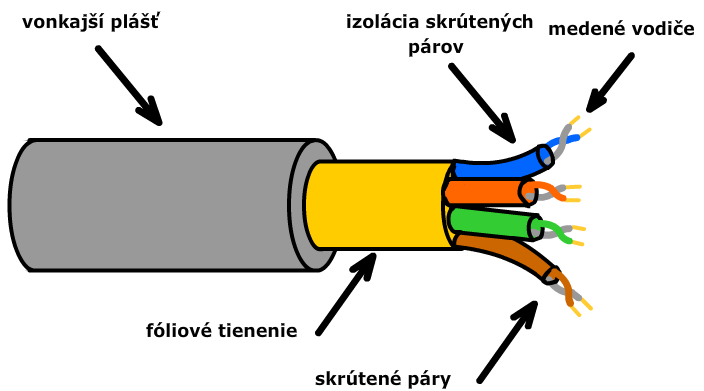 vonkajší plášť
izolácia skrútených
párov
medené vodiče
fóliové tienenie
skrútené páry